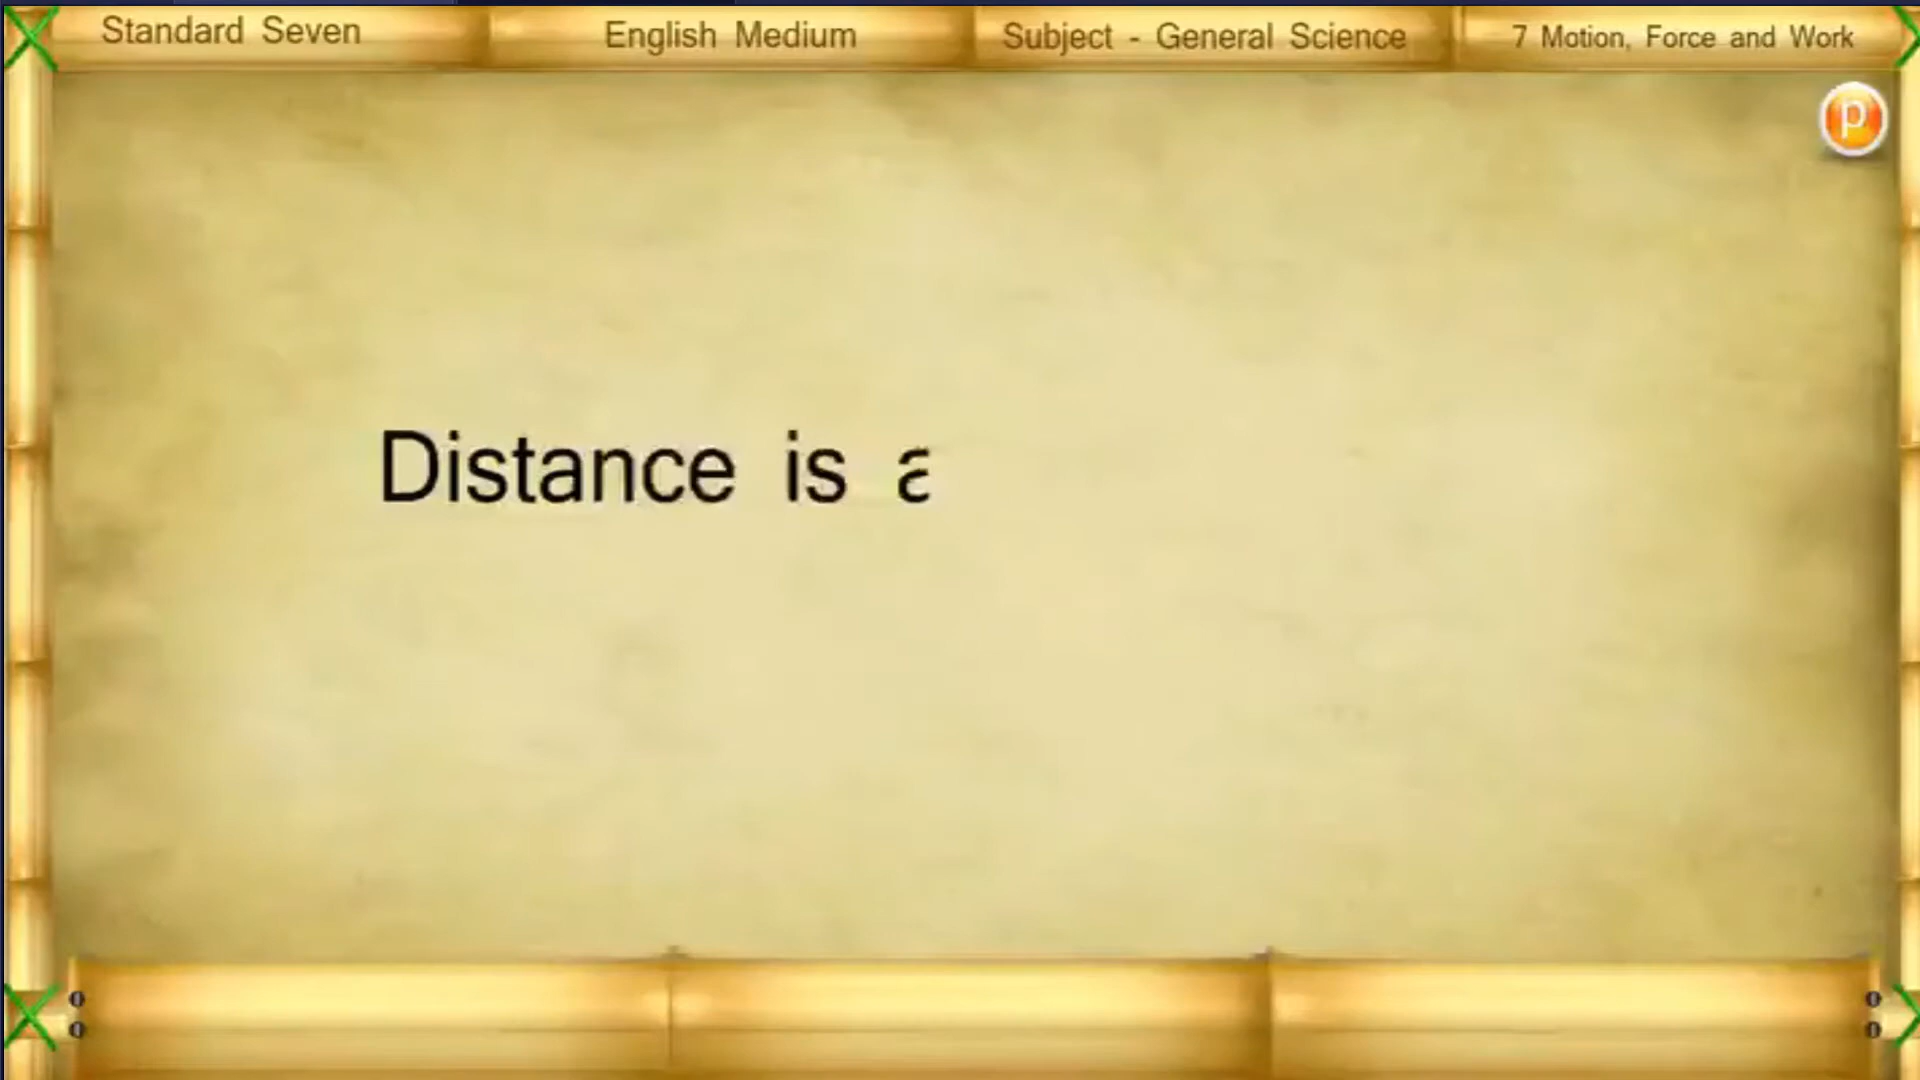 Standard Seven
English Medium
Subject - General Science
7 Motion, Force and Work
p
Distance is a